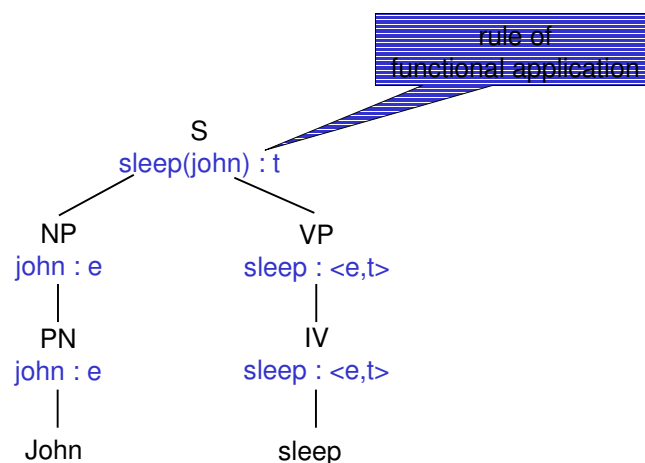 rule of
functional application
S
sleep(john) : t
NP VP
john : e sleep : <e,t>
PN IV
john : e sleep : <e,t>
John sleep